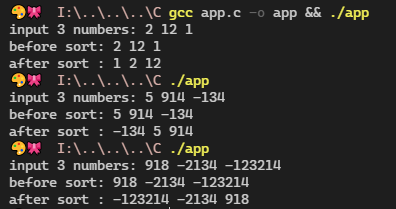 🎨🎀 I:\..\..\..\C gcc app.c -o app && ./app
input 3 numbers: 2 12 1
before sort: 2 12 1
after sort : 1 2 12
🎨🎀 I:\..\..\..\C ./app
input 3 numbers: 5 914 -134
before sort: 5 914 -134
after sort : -134 5 914
🎨🎀 I:\..\..\..\C ./app
input 3 numbers: 918 -2134 -123214
before sort: 918 -2134 -123214
after sort : -123214 -2134 918